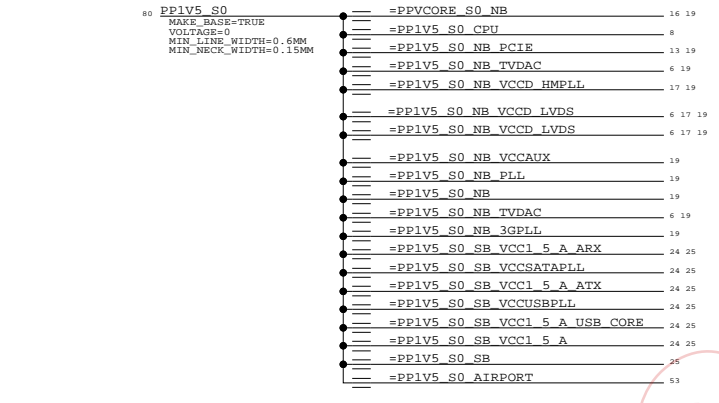 80 PP1V5_S0
MAKE_BASE=TRUE
VOLTAGE=0
MIN_LINE_WIDTH=0.6MM
MIN_NECK_WIDTH=0.15MM
=PPVCORE_S0_NB 16 19
=PP1V5_S0_CPU 8
=PP1V5_S0_NB_PCIE 13 19
=PP1V5_S0_NB_TVDAC 6 19
=PP1V5_S0_NB_VCCD_HMPLL 17 19
=PP1V5_S0_NB_VCCD_LVDS 6 17 19
=PP1V5_S0_NB_VCCD_LVDS 6 17 19
=PP1V5_S0_NB_VCCAUX 19
=PP1V5_S0_NB_PLL 19
=PP1V5_S0_NB 19
=PP1V5_S0_NB_TVDAC 6 19
=PP1V5_S0_NB_3GPLL 19
=PP1V5_S0_SB_VCC1_5_A_ARX 24 25
=PP1V5_S0_SB_VCCSATAPLL 24 25
=PP1V5_S0_SB_VCC1_5_A_ATX 24 25
=PP1V5_S0_SB_VCCUSBPLL 24 25
=PP1V5_S0_SB_VCC1_5_A_USB_CORE 24 25
=PP1V5_S0_SB_VCC1_5_A 24 25
=PP1V5_S0_SB 25
=PP1V5_S0_AIRPORT 53